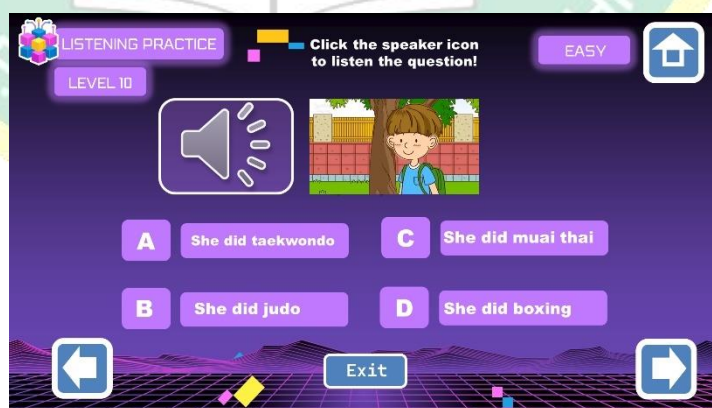 LISTENING PRACTICE
LEVEL 10
Click the speaker icon
to listen the question!
EASY
A
She did taekwondo
C
She did muai thai
B
She did judo
D
She did boxing
Exit